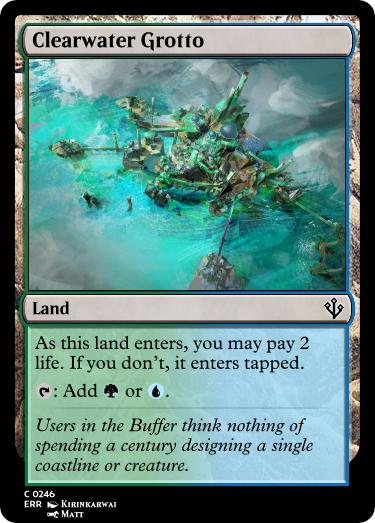 Clearwater Grotto
Land
As this land enters, you may pay 2
life. If you don't, it enters tapped.
: Add or .
Users in the Buffer think nothing of
spending a century designing a single
coastline or creature.
C 0246
ERR Kirinkarwai
Matt